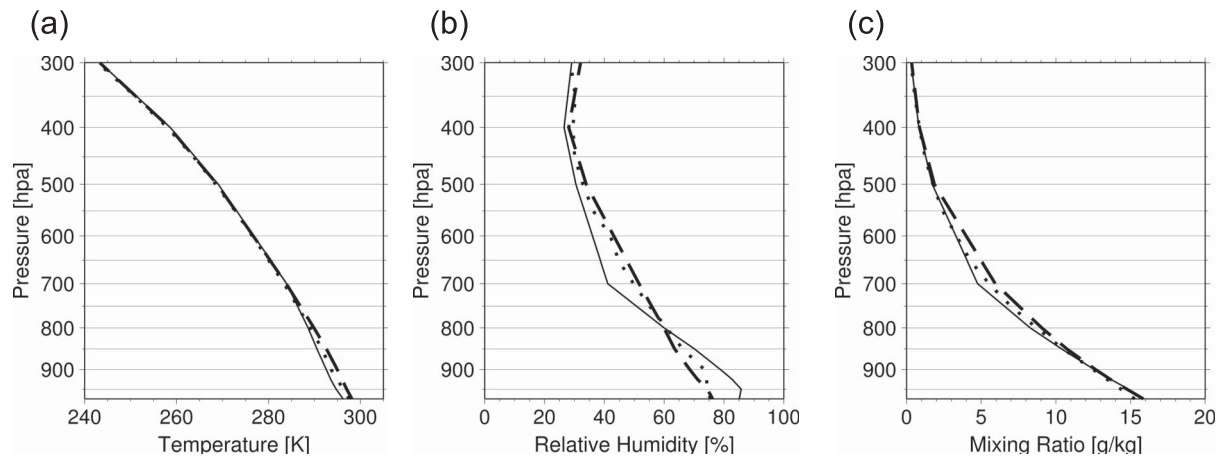 (a)
300
400
500
600
700
800
900
Pressure [hpa]
240 260 280 300
Temperature [K]
(b)
300
400
500
600
700
800
900
Pressure [hpa]
0 20 40 60 80 100
Relative Humidity [%]
(c)
300
400
500
600
700
800
900
Pressure [hpa]
0 5 10 15 20
Mixing Ratio [g/kg]